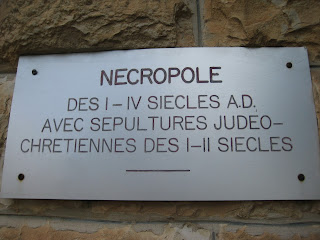 NECROPOLE
DES I-IV SIECLES A.D.
AVEC SEPULTURES JUDEO-
CHRETIENNES DES I-II SIECLES